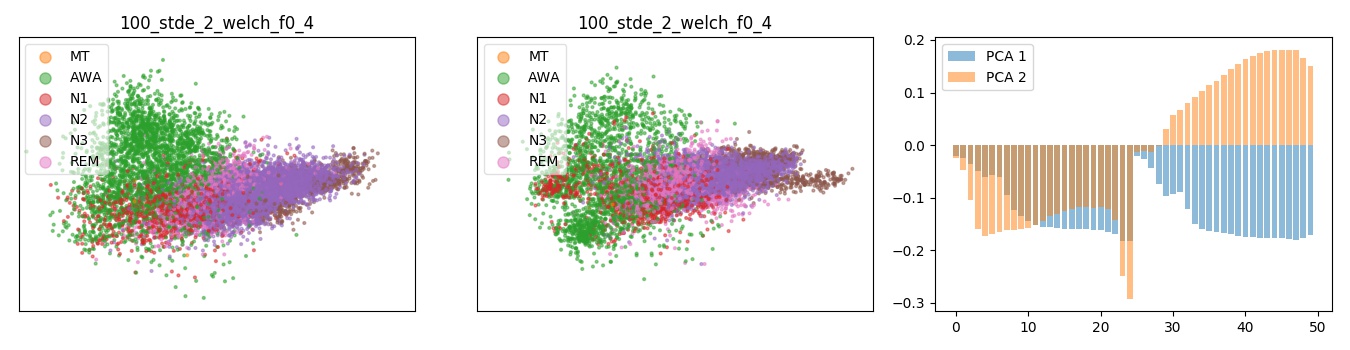 100_stde_2_welch_f0_4
MT
AWA
N1
N2
N3
REM
100_stde_2_welch_f0_4
MT
AWA
N1
N2
N3
REM
PCA 1
PCA 2
0.2
0.1
0.0
−0.1
−0.2
−0.3
0 10 20 30 40 50